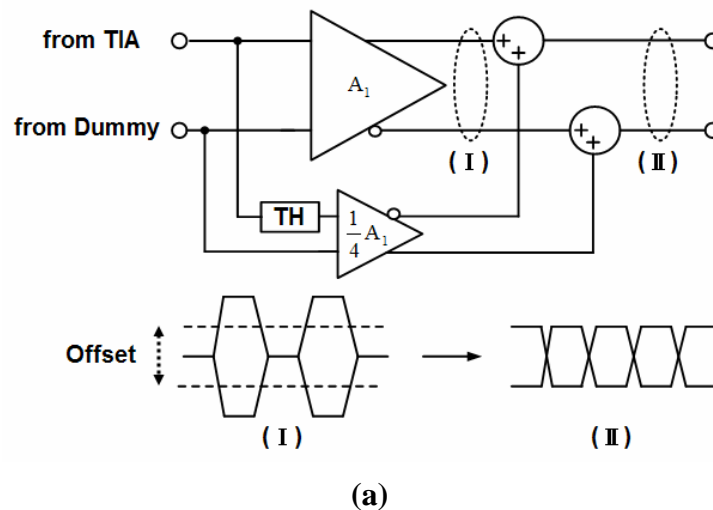 from TIA
+
+
A₁
from Dummy
+
+
( I )
( II )
TH
1/4 A₁
Offset
( I )
( II )
(a)